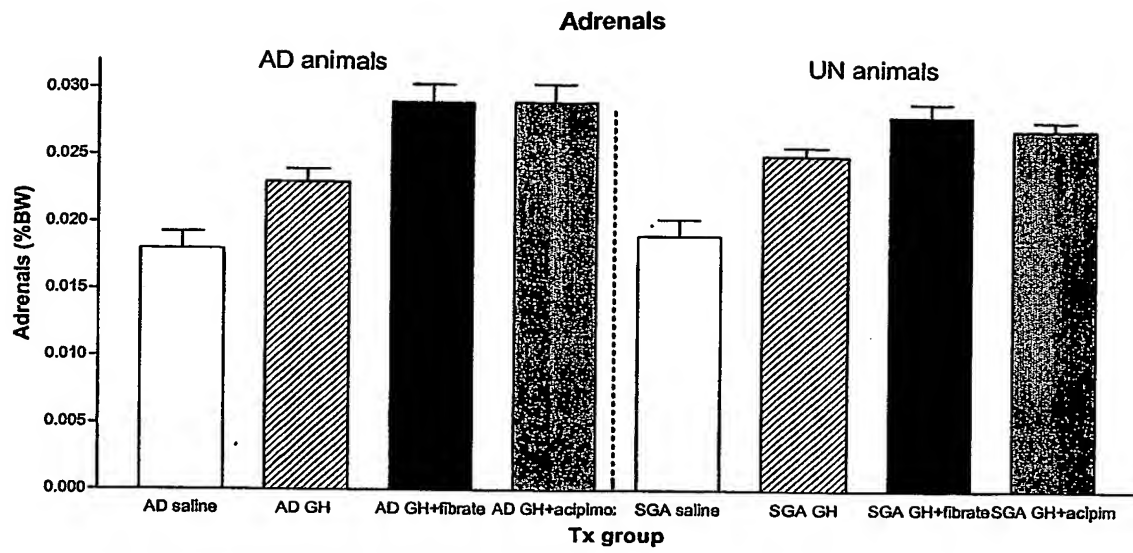 Adrenals
AD animals
UN animals
Adrenals (%BW)
0.030
0.025
0.020
0.015
0.010
0.005
0.000
AD saline
AD GH
AD GH+fibrate
AD GH+acipimo:
SGA saline
SGA GH
SGA GH+fibrate
SGA GH+acipim
Tx group